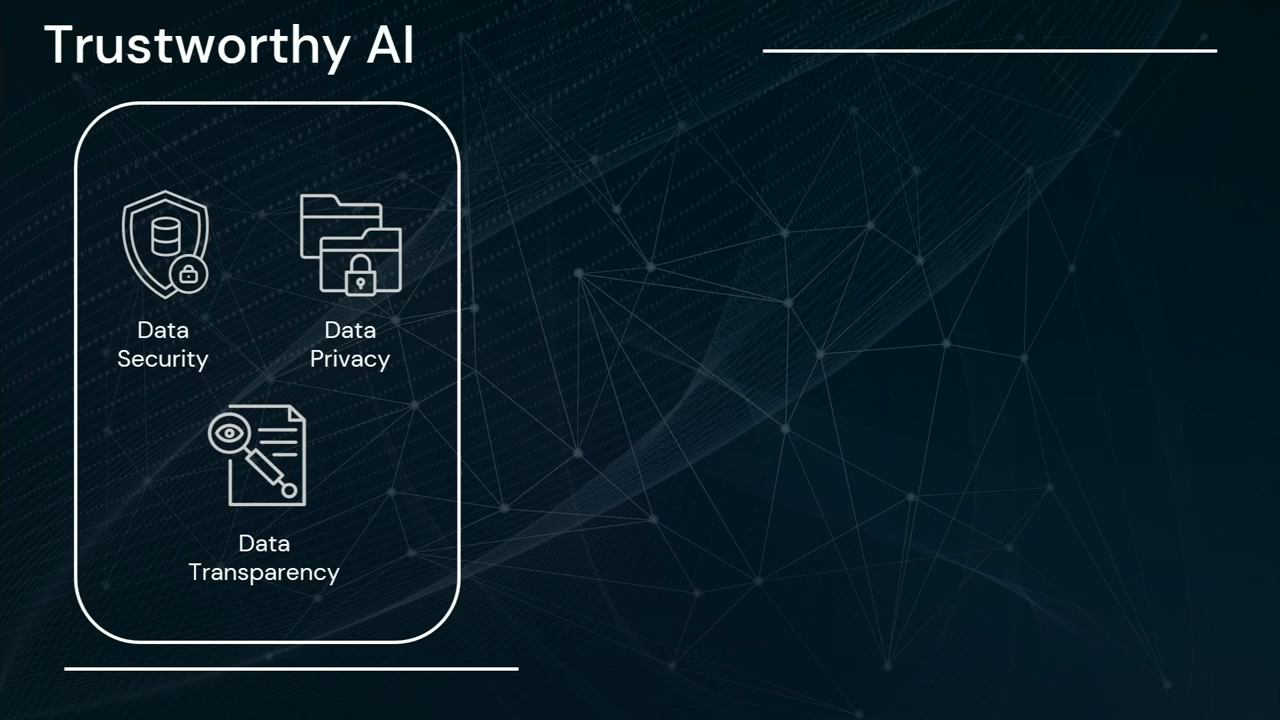 Trustworthy AI
Data
Security
Data
Privacy
Data
Transparency